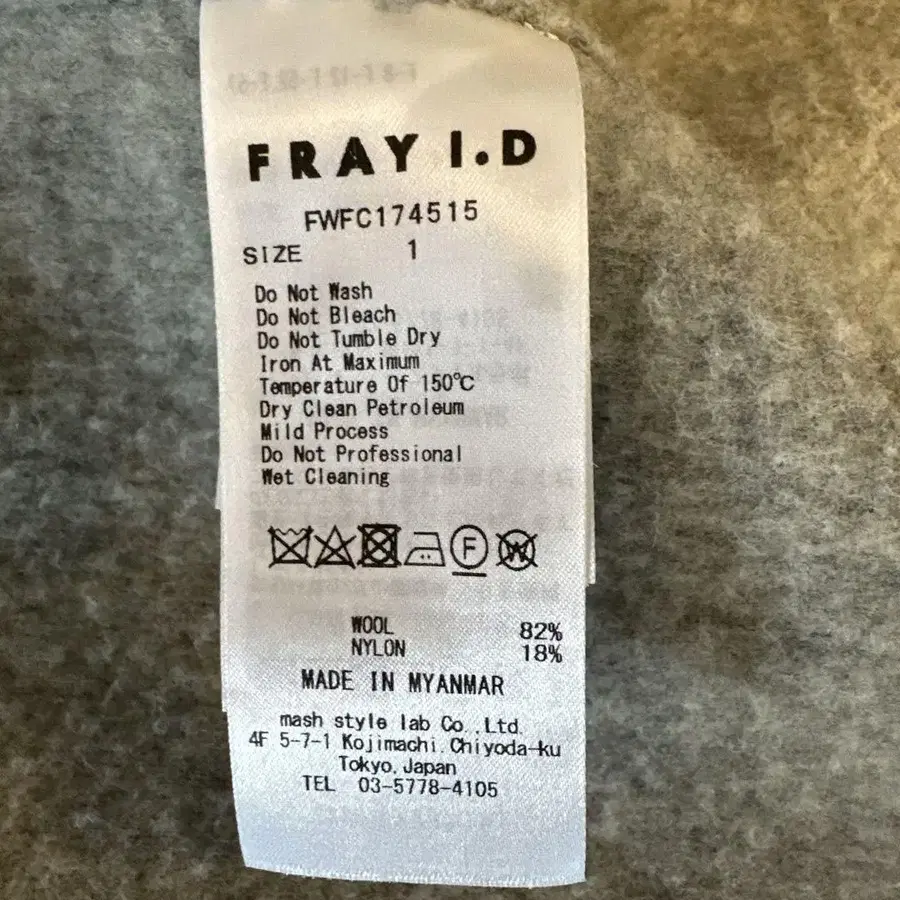 FRAY I.D
FWFC174515
SIZE 1
Do Not Wash
Do Not Bleach
Do Not Tumble Dry
Iron At Maximum
Temperature Of 150℃
Dry Clean Petroleum
Mild Process
Do Not Professional
Wet Cleaning
F W
WOOL 82%
NYLON 18%
MADE IN MYANMAR
mash style lab Co.,Ltd.
4F 5-7-1 Kojimachi.Chiyoda-ku
Tokyo,Japan
TEL 03-5778-4105